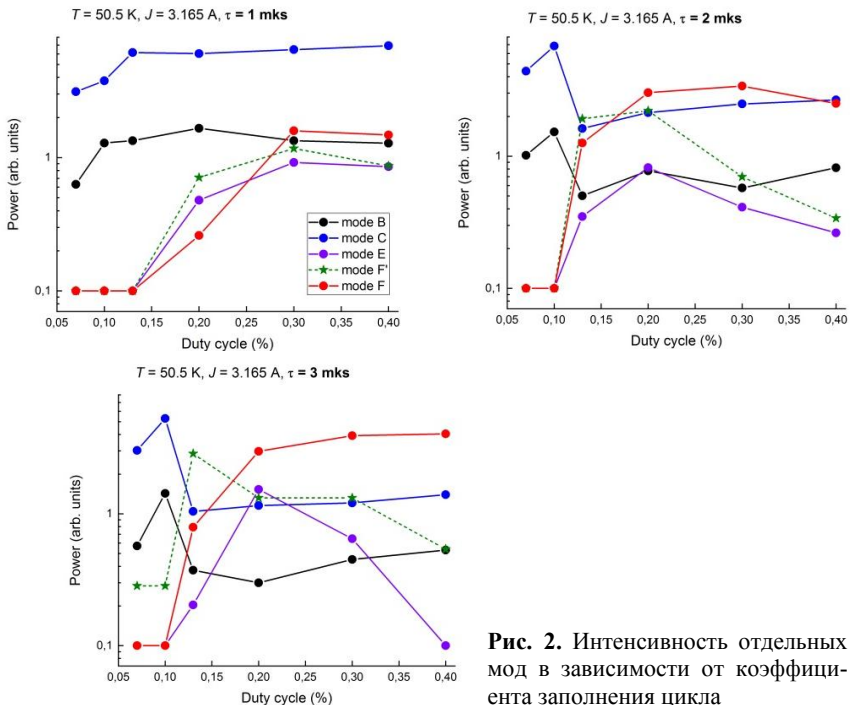 T = 50.5 K, J = 3.165 A, τ = 1 mks
Power (arb. units)
1
0,1
mode B
mode C
mode E
mode F'
mode F
0,05 0,10 0,15 0,20 0,25 0,30 0,35 0,40
Duty cycle (%)
T = 50.5 K, J = 3.165 A, τ = 2 mks
Power (arb. units)
1
0,1
0,05 0,10 0,15 0,20 0,25 0,30 0,35 0,40
Duty cycle (%)
T = 50.5 K, J = 3.165 A, τ = 3 mks
Power (arb. units)
1
0,1
0,05 0,10 0,15 0,20 0,25 0,30 0,35 0,40
Duty cycle (%)
Рис. 2. Интенсивность отдельных
мод в зависимости от коэффици-
ента заполнения цикла